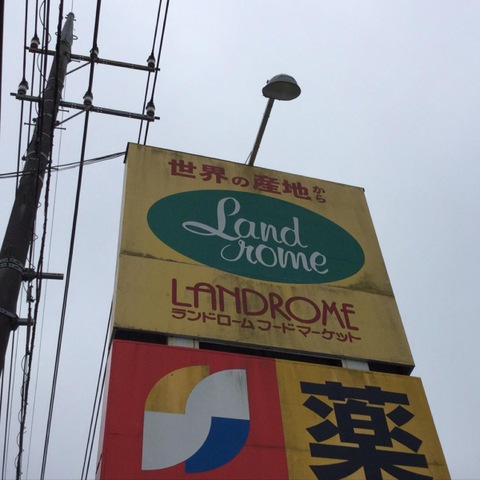 世界の産地から
Land
rome
LANDROME
ランドロームフードマーケット
薬